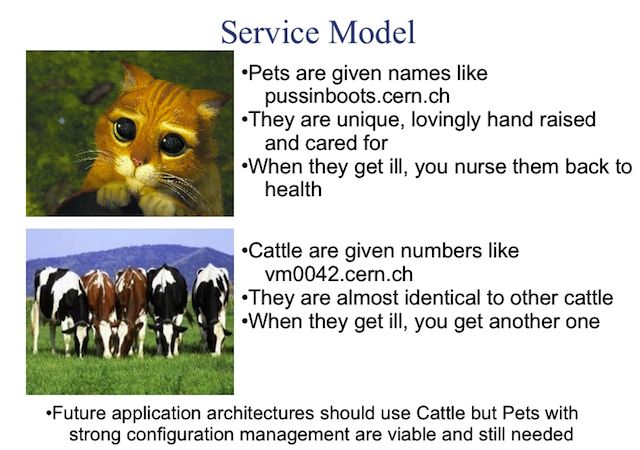 Service Model
•Pets are given names like
pussinboots.cern.ch
•They are unique, lovingly hand raised
and cared for
•When they get ill, you nurse them back to
health
•Cattle are given numbers like
vm0042.cern.ch
•They are almost identical to other cattle
•When they get ill, you get another one
•Future application architectures should use Cattle but Pets with
strong configuration management are viable and still needed